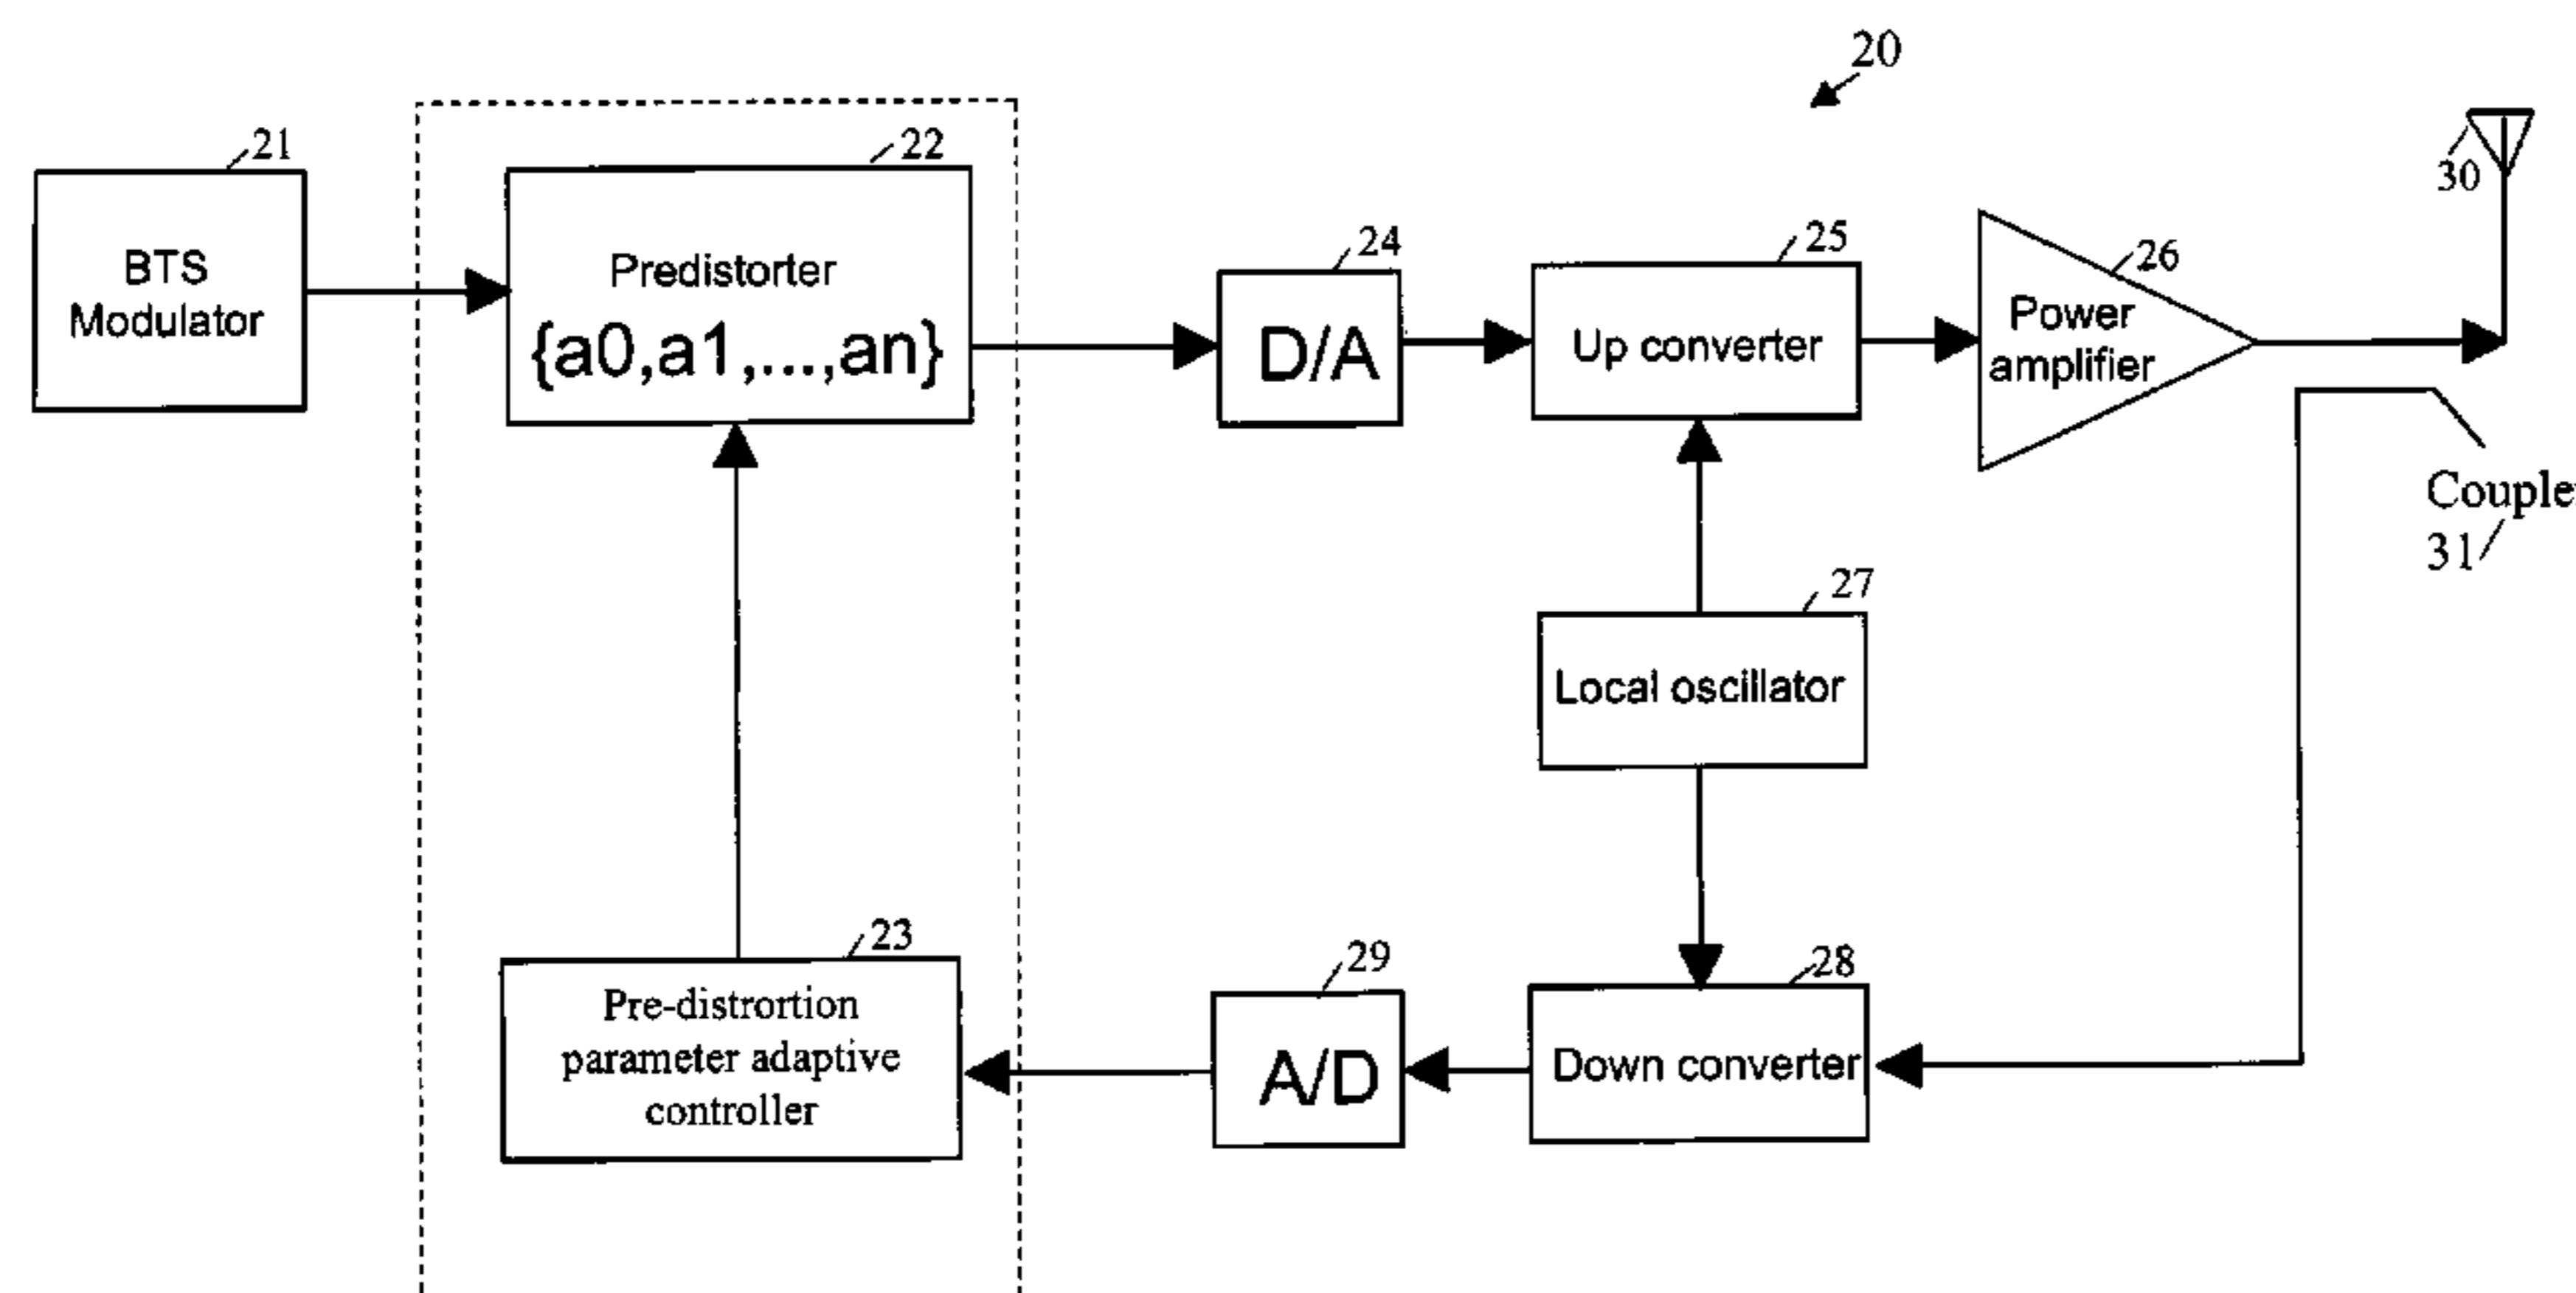 20
21
22
BTS
Modulator
Predistorter
{a0,a1,...,an}
24
D/A
25
Up converter
26
Power
amplifier
30
Couple
31
27
Local oscillator
23
Pre-distrortion
parameter adaptive
controller
29
A/D
28
Down converter